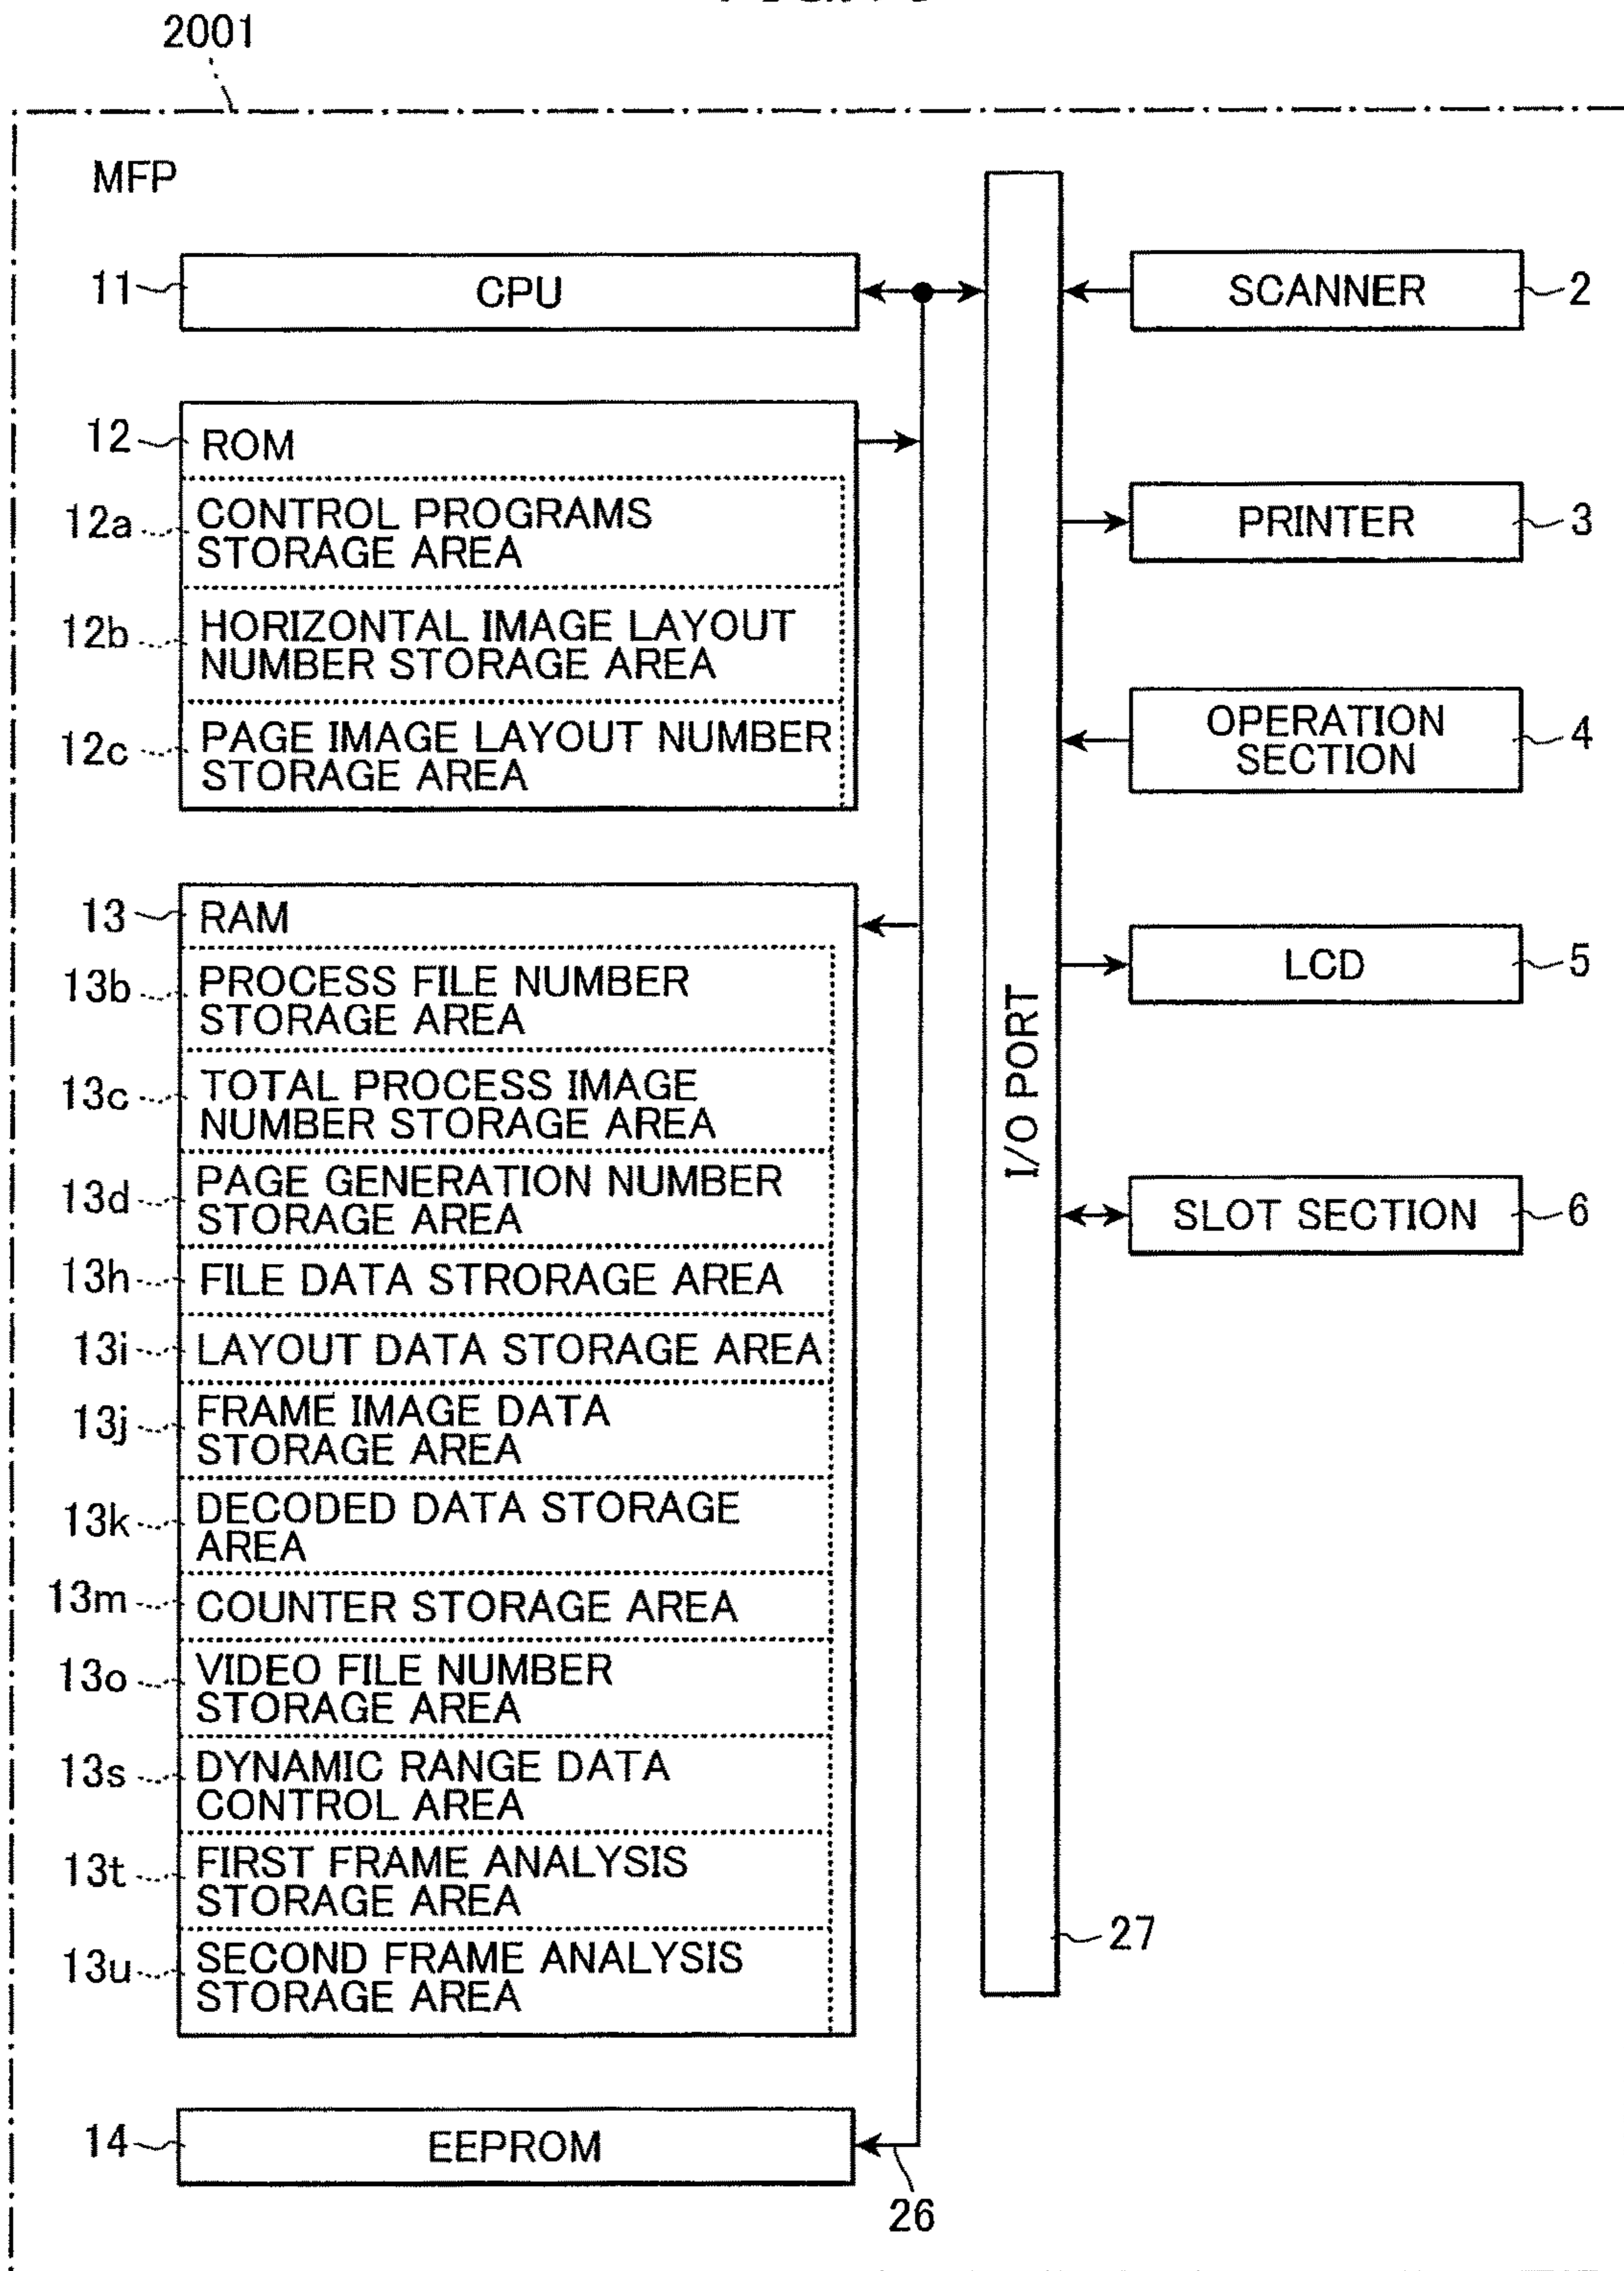 2001
MFP
11
CPU
12
ROM
12a
CONTROL PROGRAMS
STORAGE AREA
12b
HORIZONTAL IMAGE LAYOUT
NUMBER STORAGE AREA
12c
PAGE IMAGE LAYOUT NUMBER
STORAGE AREA
13
RAM
13b
PROCESS FILE NUMBER
STORAGE AREA
13c
TOTAL PROCESS IMAGE
NUMBER STORAGE AREA
13d
PAGE GENERATION NUMBER
STORAGE AREA
13h
FILE DATA STRORAGE AREA
13i
LAYOUT DATA STORAGE AREA
13j
FRAME IMAGE DATA
STORAGE AREA
13k
DECODED DATA STORAGE
AREA
13m
COUNTER STORAGE AREA
13o
VIDEO FILE NUMBER
STORAGE AREA
13s
DYNAMIC RANGE DATA
CONTROL AREA
13t
FIRST FRAME ANALYSIS
STORAGE AREA
13u
SECOND FRAME ANALYSIS
STORAGE AREA
14
EEPROM
26
I/O PORT
27
SCANNER
2
PRINTER
3
OPERATION
SECTION
4
LCD
5
SLOT SECTION
6